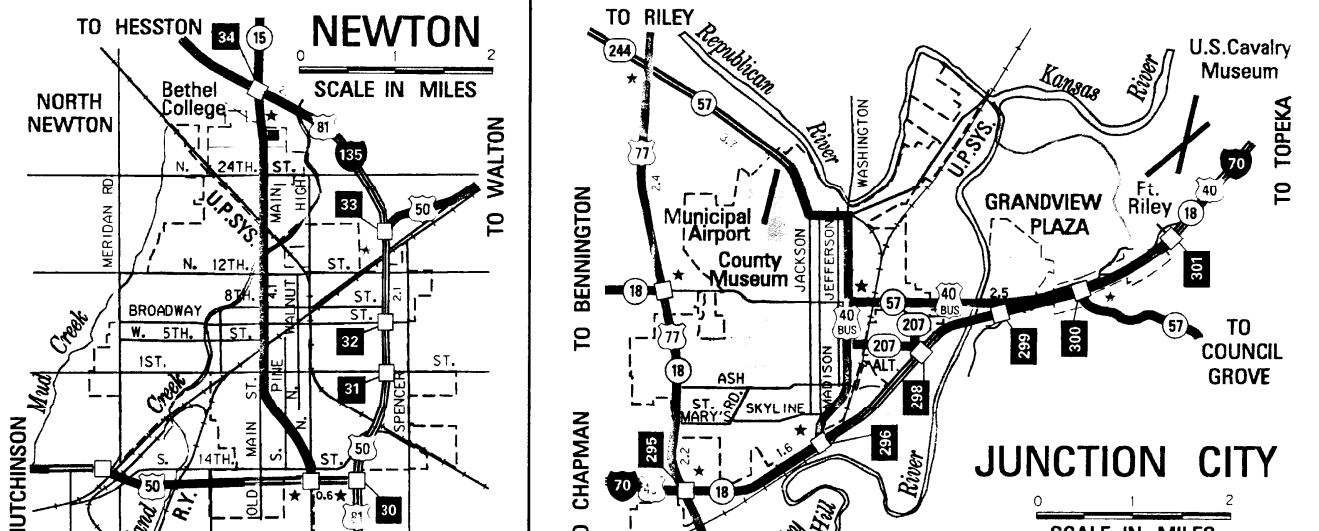 TO HESSTON
34
15
NEWTON
0 1 2
SCALE IN MILES
Bethel
College
NORTH
NEWTON
81
135
TO WALTON
N. 24TH. ST.
MERIDAN RD.
U.P.SYS.
MAIN
HIGH
33
50
N. 12TH. ST.
8TH. ST.
4.1
2.1
BROADWAY ST.
WALNUT
W. 5TH. ST.
32
1ST. ST.
Mud Creek
Creek
PINE
N.
31
SPENCER
MAIN ST.
OLD
S.
N.
S. 14TH. ST.
50
50
R.Y.
0.6
81
30
HUTCHINSON
TO RILEY
244
57
Republican River
77
3.7
2.4
WASHINGTON
U.P.SYS.
Kansas River
U.S. Cavalry
Museum
TO TOPEKA
70
40
18
Ft.
Riley
301
GRANDVIEW
PLAZA
Municipal
Airport
County
Museum
JACKSON
JEFFERSON
TO BENNINGTON
18
77
18
57
40
BUS
2.5
40
BUS
207
207
ALT.
299
300
57
TO
COUNCIL
GROVE
298
ASH
ST.
MARY'S RD.
SKYLINE
MADISON
CHAPMAN
295
2.2
1.6
296
70
18
River
Hill
JUNCTION CITY
0 1 2
SCALE IN MILES